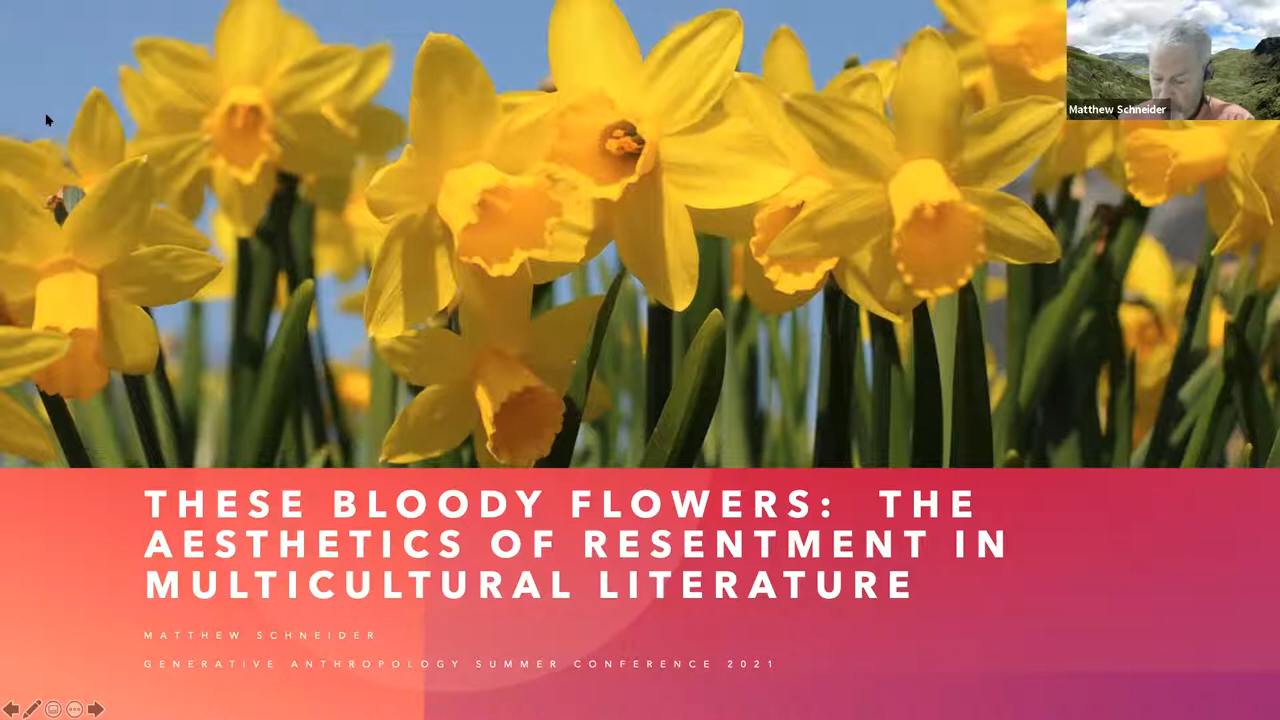 Matthew Schneider
THESE BLOODY FLOWERS: THE
AESTHETICS OF RESENTMENT IN
MULTICULTURAL LITERATURE
MATTHEW SCHNEIDER
GENERATIVE ANTHROPOLOGY SUMMER CONFERENCE 2021